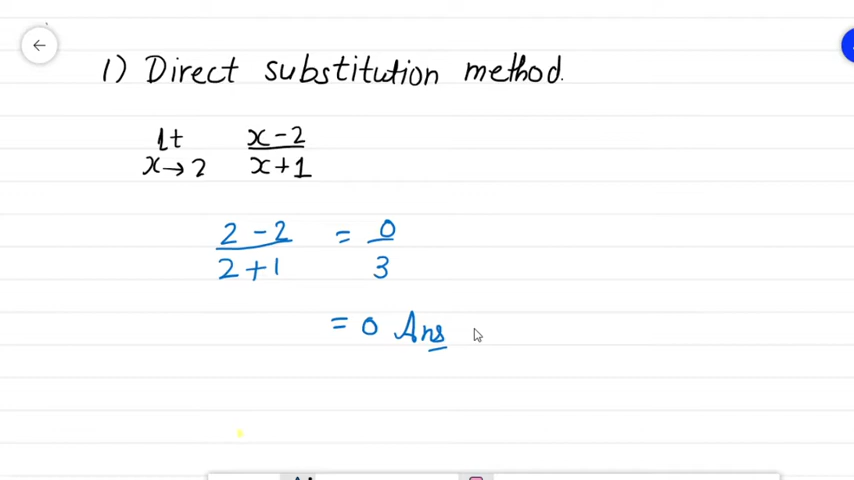 1) Direct substitution method.
lt x-2
x→2 x+1
2-2 = 0
2+1 3
= 0 Ans